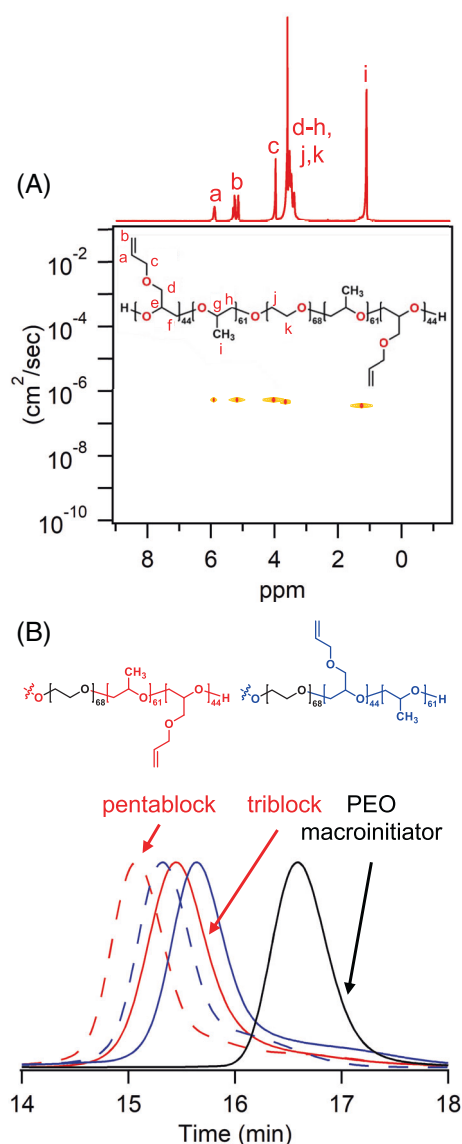 (A)
a
b
c
d-h,
j,k
i
(cm²/sec)
10⁻²
10⁻⁴
10⁻⁶
10⁻⁸
10⁻¹⁰
b
a
c
O
d
H O e f 44 O g h 61 O j k O 68 O 61 O 44 H
CH₃
i
CH₃
O
8 6 4 2 0
ppm
(B)
O O 68 O 61 O 44 H
CH₃
O
O O 68 O 44 O 61 H
O
CH₃
pentablock
triblock
PEO
macroinitiator
14 15 16 17 18
Time (min)